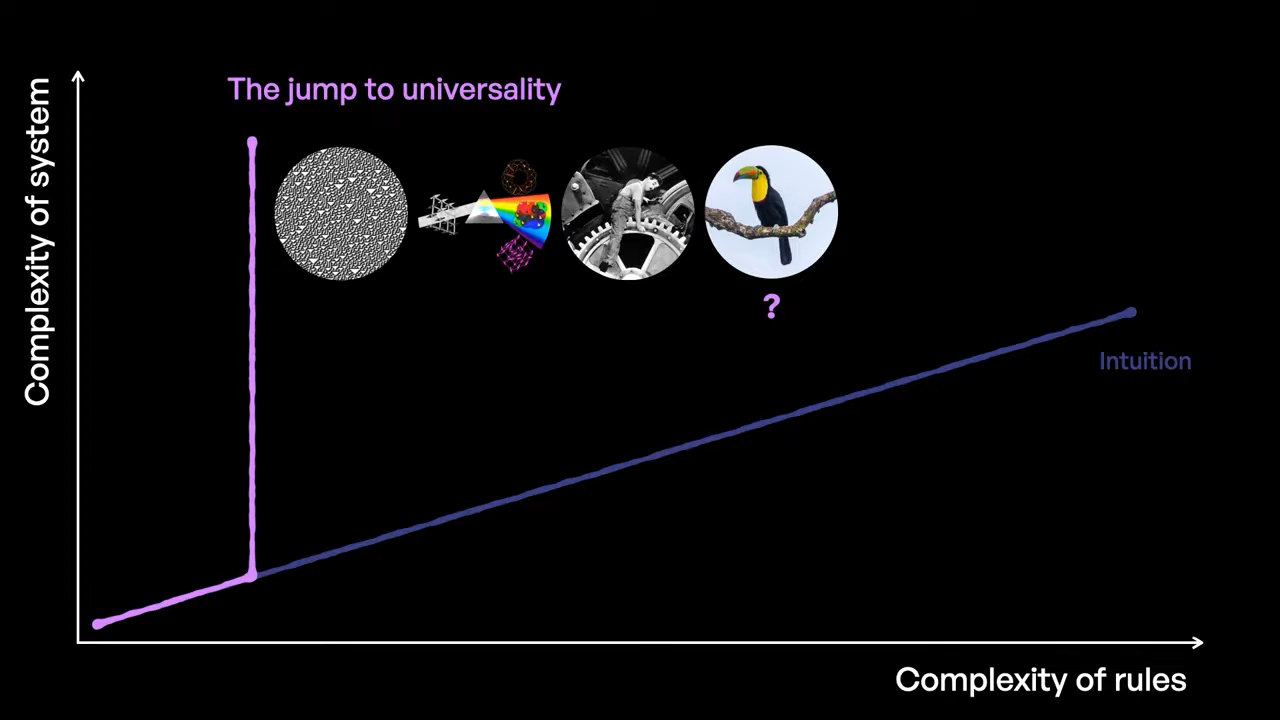 The jump to universality
Complexity of system
?
Intuition
Complexity of rules